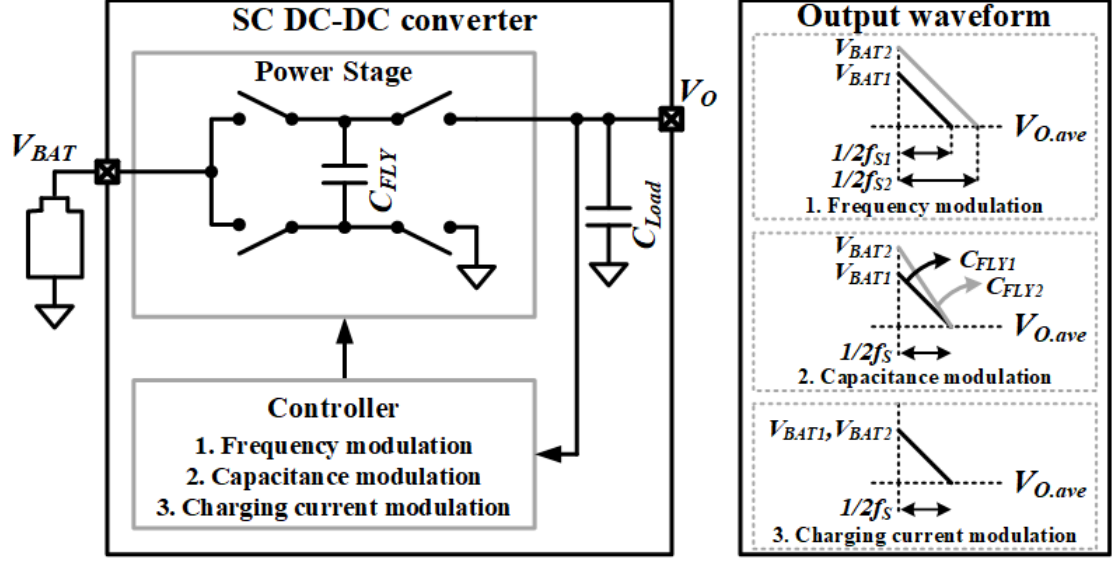 SC DC-DC converter
Power Stage
V_BAT
C_FLY
C_Load
V_O
Controller
1. Frequency modulation
2. Capacitance modulation
3. Charging current modulation
Output waveform
V_BAT2
V_BAT1
V_O.ave
1/2f_S1
1/2f_S2
1. Frequency modulation
V_BAT2
V_BAT1
C_FLY1
C_FLY2
V_O.ave
1/2f_S
2. Capacitance modulation
V_BAT1, V_BAT2
V_O.ave
1/2f_S
3. Charging current modulation